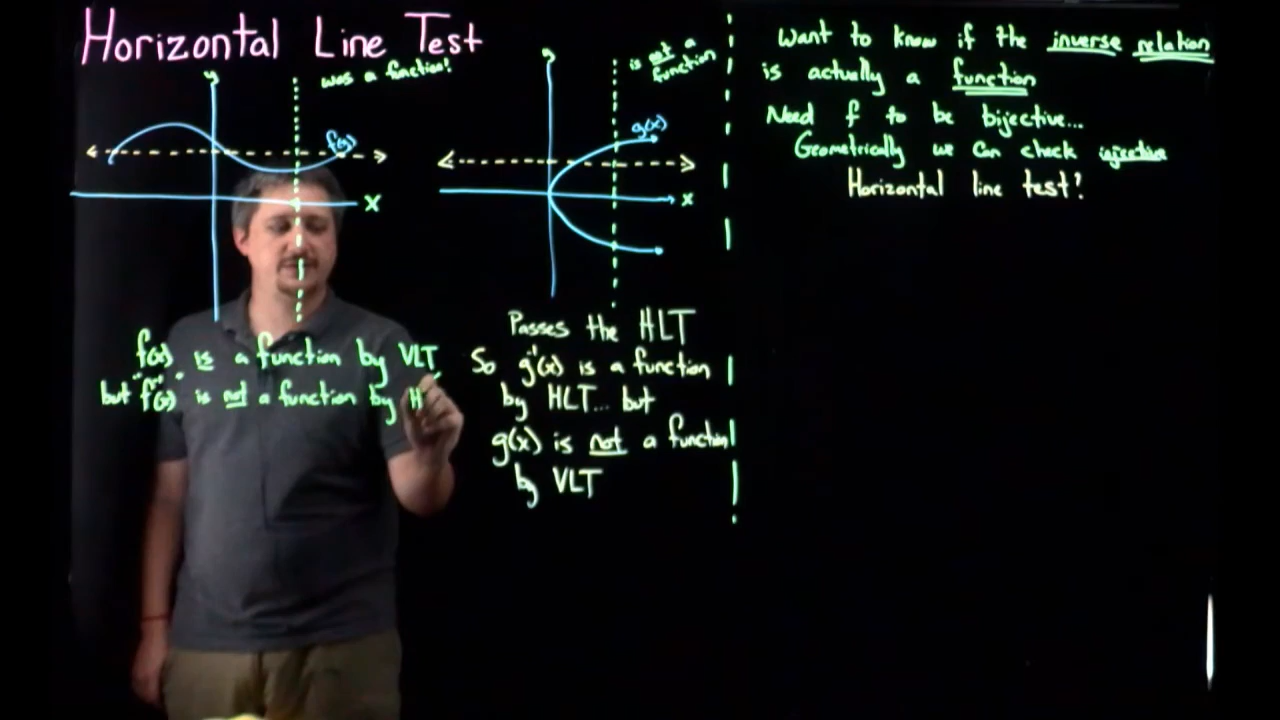 Horizontal Line Test
y
was a function!
f(x)
x
f(x) is a function by VLT
but "f⁻¹(x)" is not a function by H
y
is not a function
g(x)
x
Passes the HLT
So g⁻¹(x) is a function
by HLT... but
g(x) is not a function
by VLT
Want to know if the inverse relation
is actually a function
Need f to be bijective...
Geometrically we can check injective
Horizontal line test!